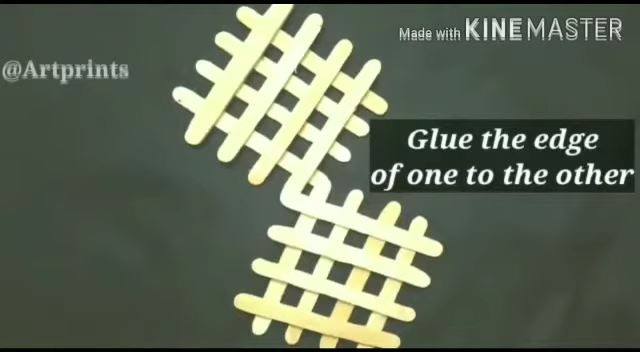 Made with KINEMASTER
@Artprints
Glue the edge
of one to the other